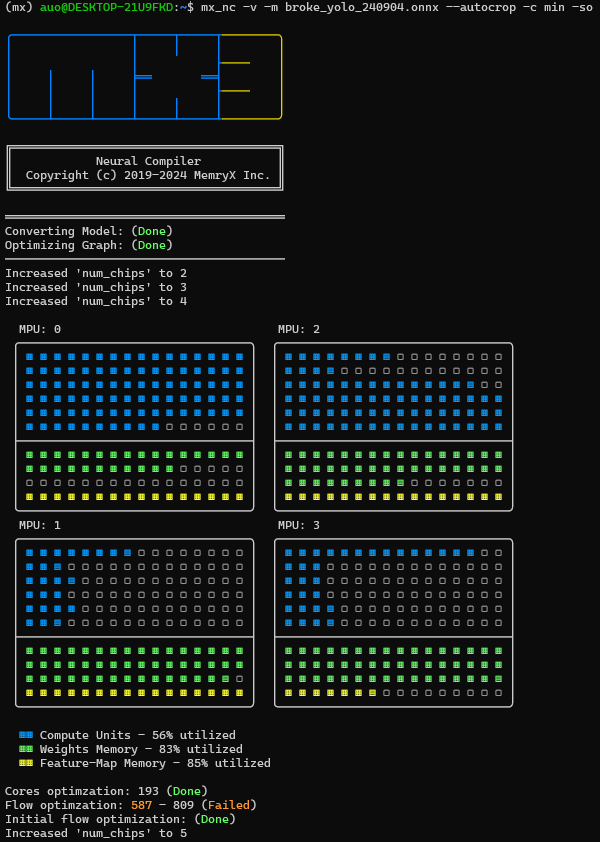 (mx) auo@DESKTOP-21U9FKD:~$ mx_nc -v -m broke_yolo_240904.onnx --autocrop -c min -so
Neural Compiler
Copyright (c) 2019-2024 MemryX Inc.
Converting Model: (Done)
Optimizing Graph: (Done)
Increased 'num_chips' to 2
Increased 'num_chips' to 3
Increased 'num_chips' to 4
MPU: 0
MPU: 2
MPU: 1
MPU: 3
Compute Units - 56% utilized
Weights Memory - 83% utilized
Feature-Map Memory - 85% utilized
Cores optimzation: 193 (Done)
Flow optimzation: 587 - 809 (Failed)
Initial flow optimization: (Done)
Increased 'num_chips' to 5